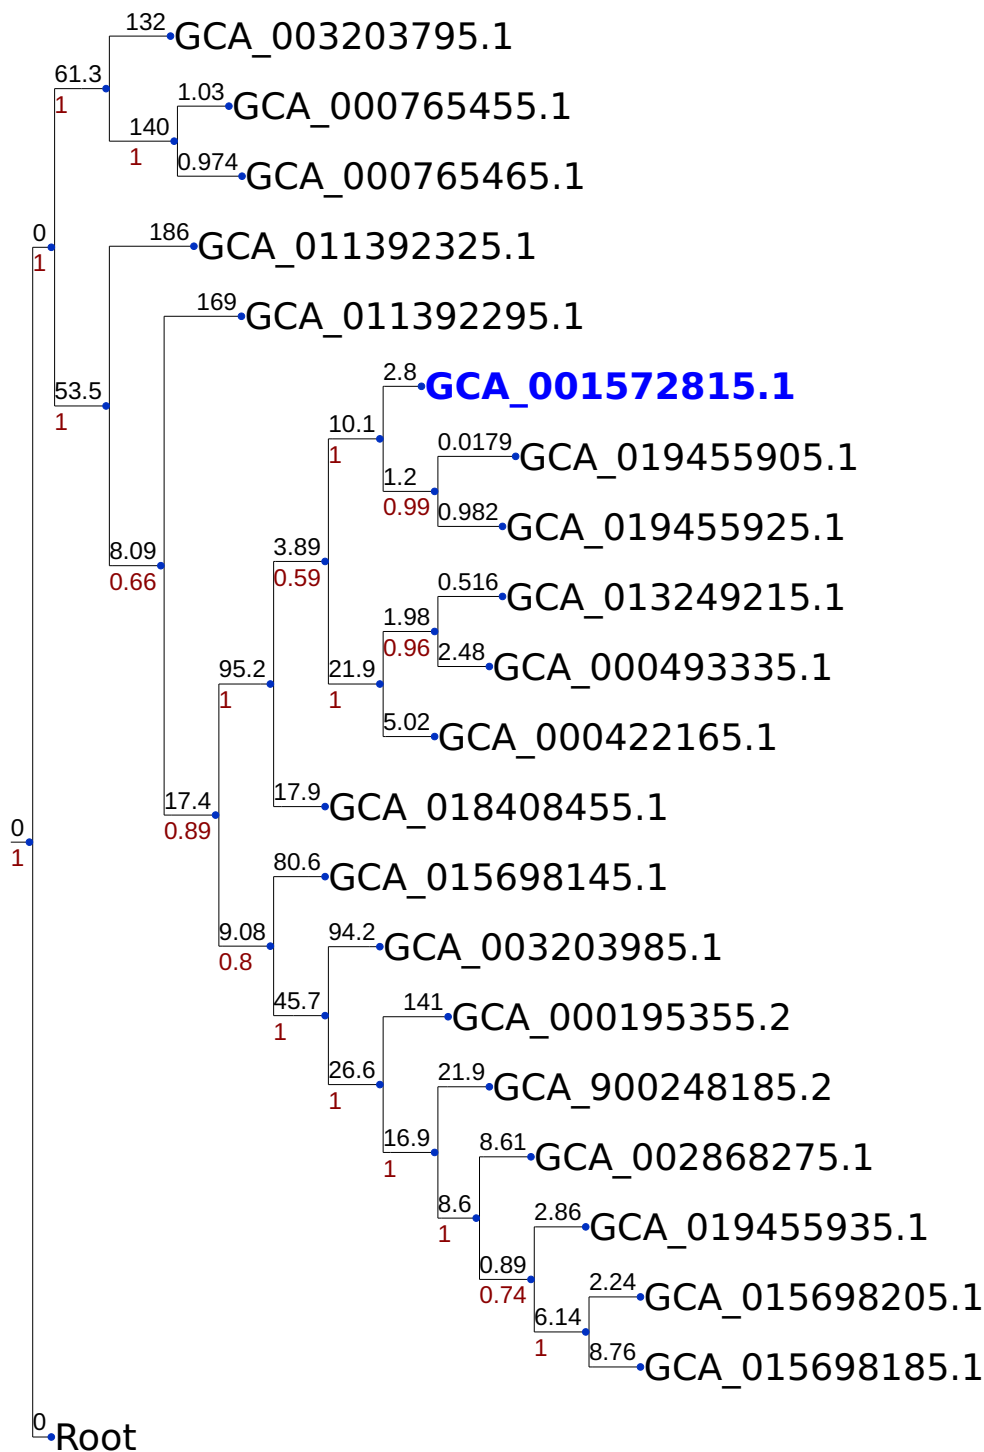 132 GCA_003203795.1
61.3
1
1.03 GCA_000765455.1
140
1
0.974 GCA_000765465.1
0
1
186 GCA_011392325.1
169 GCA_011392295.1
53.5
1
2.8 GCA_001572815.1
10.1
1
0.0179 GCA_019455905.1
1.2
0.99
0.982 GCA_019455925.1
8.09
0.66
3.89
0.59
0.516 GCA_013249215.1
1.98
0.96
2.48 GCA_000493335.1
95.2
1
21.9
1
5.02 GCA_000422165.1
17.4
0.89
17.9 GCA_018408455.1
0
1
80.6 GCA_015698145.1
9.08
0.8
94.2 GCA_003203985.1
45.7
1
141 GCA_000195355.2
26.6
1
21.9 GCA_900248185.2
16.9
1
8.61 GCA_002868275.1
8.6
1
2.86 GCA_019455935.1
0.89
0.74
2.24 GCA_015698205.1
6.14
1
8.76 GCA_015698185.1
0 Root